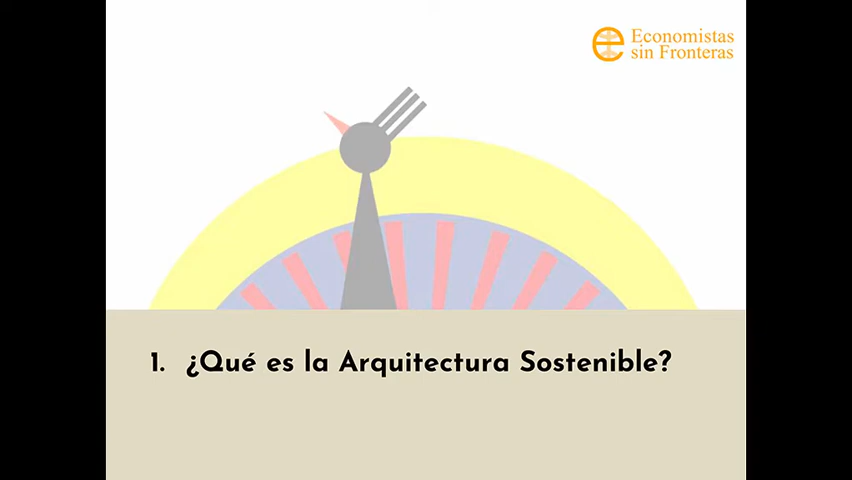 Economistas
sin Fronteras
1. ¿Qué es la Arquitectura Sostenible?